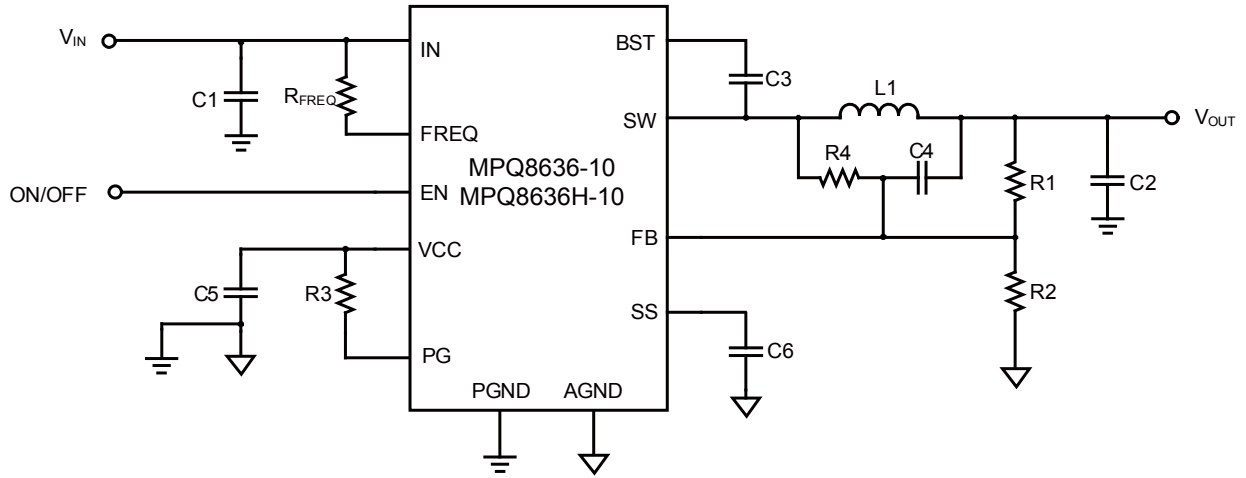 VIN
IN
BST
C1
RFREQ
C3
L1
FREQ
SW
VOUT
MPQ8636-10
MPQ8636H-10
R4
C4
R1
C2
ON/OFF
EN
VCC
FB
C5
R3
R2
SS
PG
C6
PGND
AGND